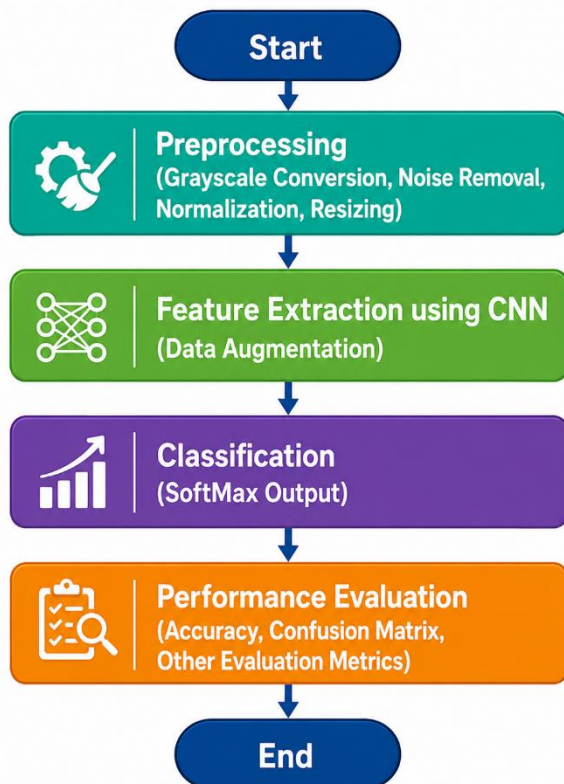 Start
Preprocessing
(Grayscale Conversion, Noise Removal,
Normalization, Resizing)
Feature Extraction using CNN
(Data Augmentation)
Classification
(SoftMax Output)
Performance Evaluation
(Accuracy, Confusion Matrix,
Other Evaluation Metrics)
End